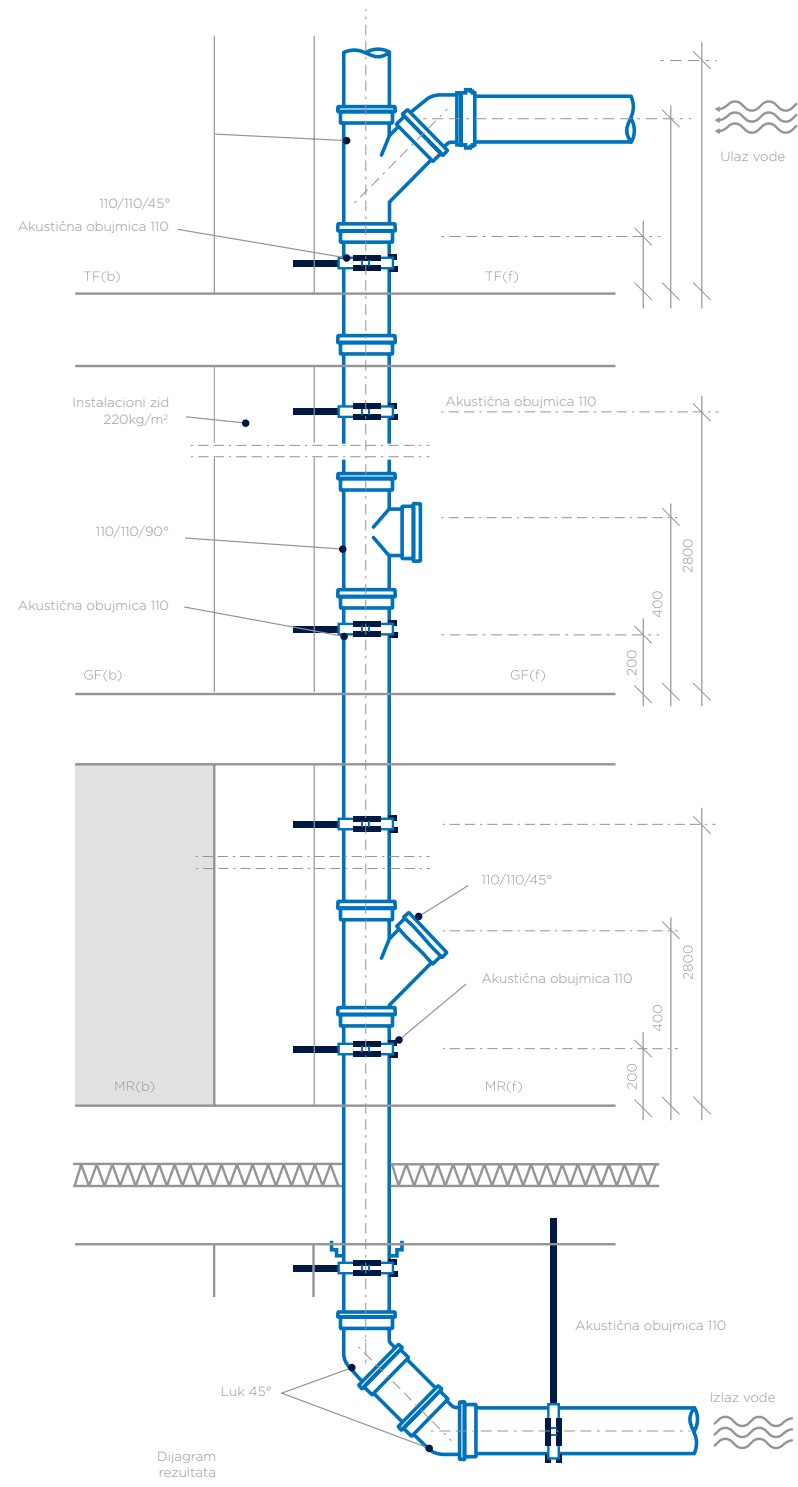 Ulaz vode
110/110/45°
Akustična obujmica 110
TF(b)
TF(f)
Instalacioni zid
220kg/m²
Akustična obujmica 110
110/110/90°
2800
400
Akustična obujmica 110
200
GF(b)
GF(f)
110/110/45°
2800
Akustična obujmica 110
400
200
MR(b)
MR(f)
Akustična obujmica 110
Luk 45°
Izlaz vode
Dijagram
rezultata